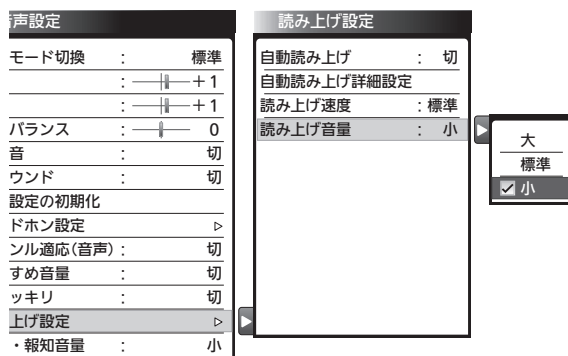 音声設定
モード切換 : 標準
: +1
: +1
バランス : 0
音 : 切
ウンド : 切
設定の初期化
ドホン設定 ▷
ンル適応(音声) : 切
すめ音量 : 切
ッキリ : 切
上げ設定 ▷
・報知音量 : 小
読み上げ設定
自動読み上げ : 切
自動読み上げ詳細設定
読み上げ速度 : 標準
読み上げ音量 : 小
大
標準
小